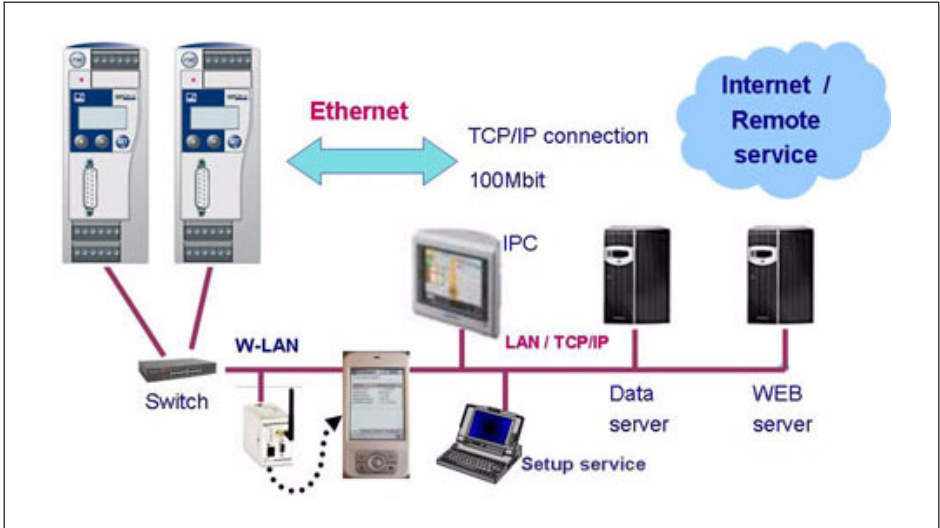 Ethernet
TCP/IP connection
100Mbit
Internet /
Remote
service
IPC
LAN / TCP/IP
W-LAN
Switch
Data
server
WEB
server
Setup service